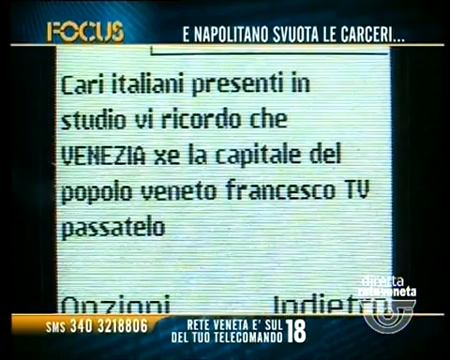 FOCUS
E NAPOLITANO SVUOTA LE CARCERI...
Cari italiani presenti in
studio vi ricordo che
VENEZIA xe la capitale del
popolo veneto francesco TV
passatelo
Opzioni Indietro
diretta
reteveneta
SMS 340 3218806
RETE VENETA E' SUL
DEL TUO TELECOMANDO 18